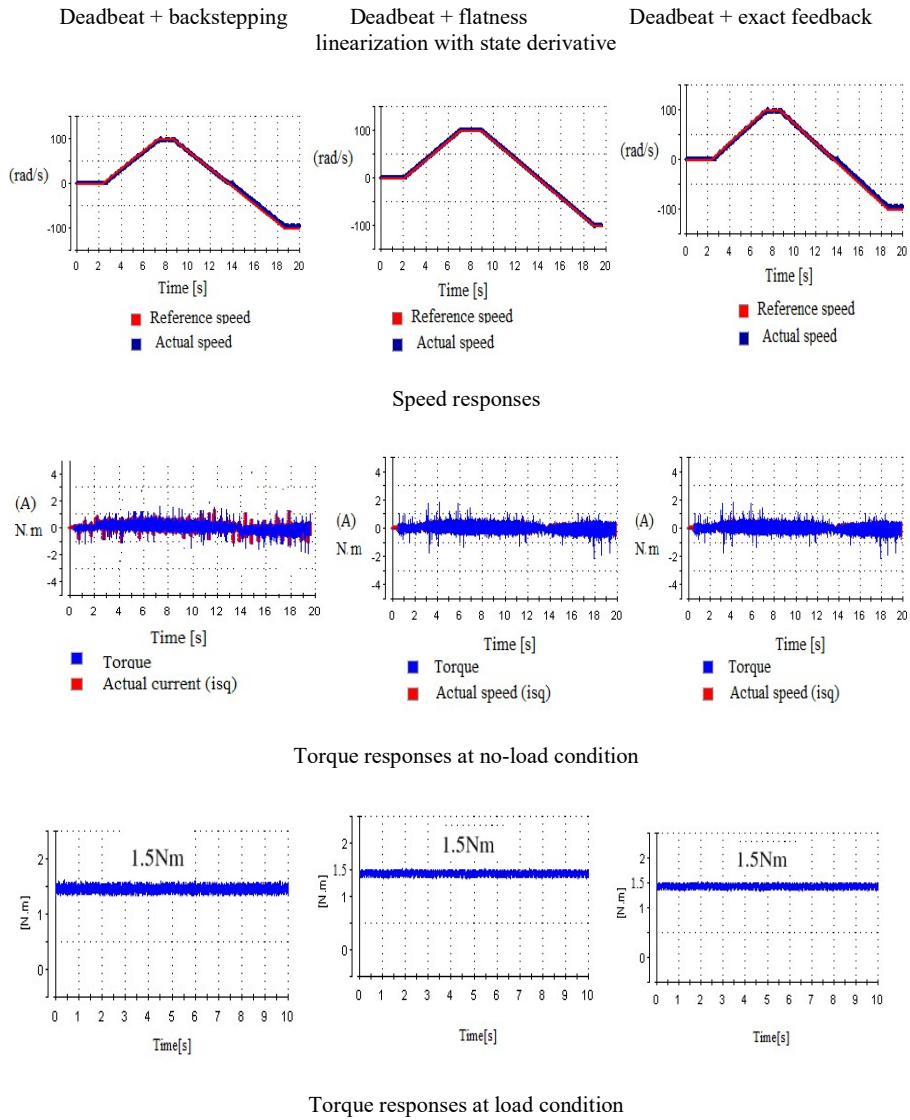 Deadbeat + backstepping
Deadbeat + flatness
linearization with state derivative
Deadbeat + exact feedback
100
(rad/s)
0
-100
0 2 4 6 8 10 12 14 16 18 20
Time [s]
Reference speed
Actual speed
100
(rad/s)
0
-100
0 2 4 6 8 10 12 14 16 18 20
Time [s]
Reference speed
Actual speed
100
(rad/s)
0
-100
0 2 4 6 8 10 12 14 16 18 20
Time [s]
Reference speed
Actual speed
Speed responses
4
2
(A)
0
N.m
-2
-4
0 2 4 6 8 10 12 14 16 18 20
Time [s]
Torque
Actual current (isq)
4
2
(A)
0
N.m
-2
-4
0 2 4 6 8 10 12 14 16 18 20
Time [s]
Torque
Actual speed (isq)
4
2
(A)
0
N.m
-2
-4
0 2 4 6 8 10 12 14 16 18 20
Time [s]
Torque
Actual speed (isq)
Torque responses at no-load condition
1.5Nm
2
1
0
[N.m]
0 1 2 3 4 5 6 7 8 9 10
Time[s]
1.5Nm
2
1.5
1
0
[N.m]
0 1 2 3 4 5 6 7 8 9 10
Time[s]
1.5Nm
2
1.5
1
0
[N.m]
0 1 2 3 4 5 6 7 8 9 10
Time[s]
Torque responses at load condition